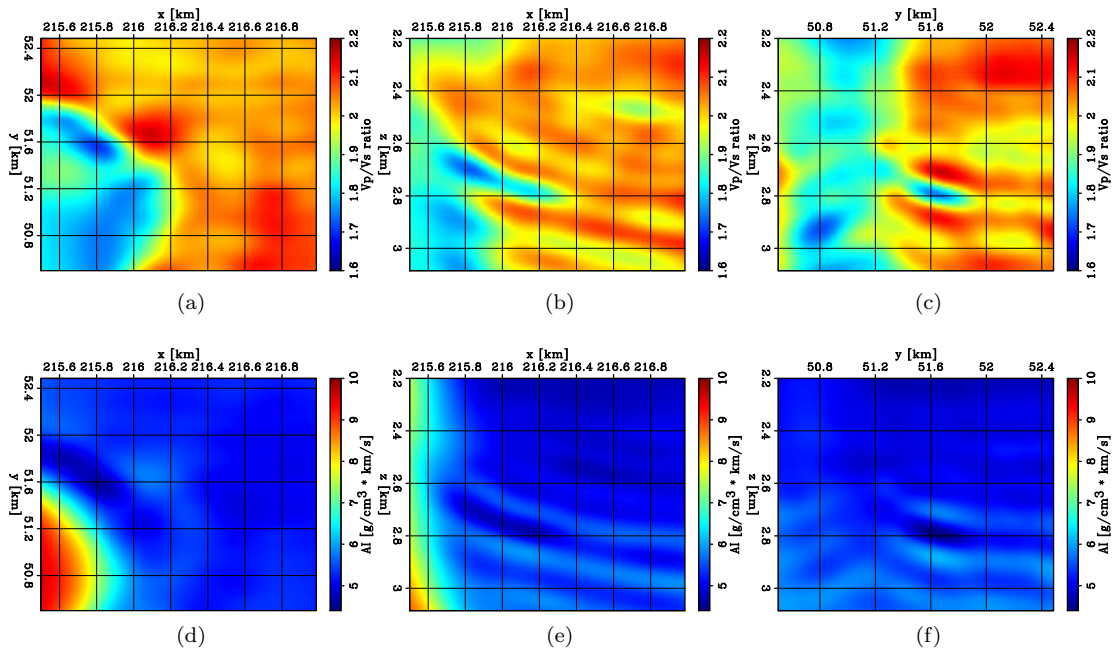 x [km]
x [km]
y [km]
215.6 215.8 216 216.2 216.4 216.6 216.8
215.6 215.8 216 216.2 216.4 216.6 216.8
50.8 51.2 51.6 52 52.4
y [km]
52.4 52 51.6 51.2 50.8
Vp/Vs ratio
1.6 1.7 1.8 1.9 2 2.1 2.2
z [km]
2.2 2.4 2.6 2.8 3
Vp/Vs ratio
1.6 1.7 1.8 1.9 2 2.1 2.2
z [km]
2.2 2.4 2.6 2.8 3
Vp/Vs ratio
1.6 1.7 1.8 1.9 2 2.1 2.2
(a)
(b)
(c)
x [km]
x [km]
y [km]
215.6 215.8 216 216.2 216.4 216.6 216.8
215.6 215.8 216 216.2 216.4 216.6 216.8
50.8 51.2 51.6 52 52.4
y [km]
52.4 52 51.6 51.2 50.8
AI [g/cm³ * km/s]
5 6 7 8 9 10
z [km]
2.2 2.4 2.6 2.8 3
AI [g/cm³ * km/s]
5 6 7 8 9 10
z [km]
2.2 2.4 2.6 2.8 3
AI [g/cm³ * km/s]
5 6 7 8 9 10
(d)
(e)
(f)